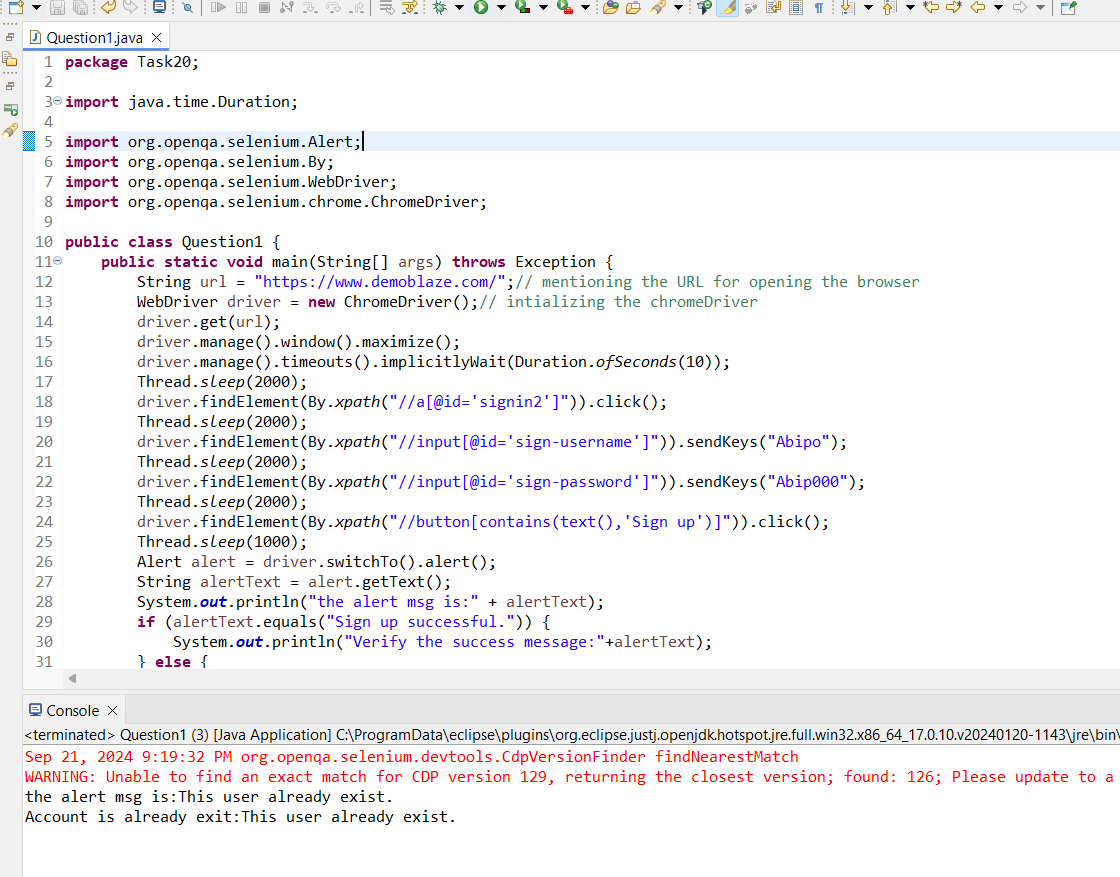 Question1.java
1 package Task20;
2
3 import java.time.Duration;
4
5 import org.openqa.selenium.Alert;
6 import org.openqa.selenium.By;
7 import org.openqa.selenium.WebDriver;
8 import org.openqa.selenium.chrome.ChromeDriver;
9
10 public class Question1 {
11     public static void main(String[] args) throws Exception {
12         String url = "https://www.demoblaze.com/";// mentioning the URL for opening the browser
13         WebDriver driver = new ChromeDriver();// intializing the chromeDriver
14         driver.get(url);
15         driver.manage().window().maximize();
16         driver.manage().timeouts().implicitlyWait(Duration.ofSeconds(10));
17         Thread.sleep(2000);
18         driver.findElement(By.xpath("//a[@id='signin2']")).click();
19         Thread.sleep(2000);
20         driver.findElement(By.xpath("//input[@id='sign-username']")).sendKeys("Abipo");
21         Thread.sleep(2000);
22         driver.findElement(By.xpath("//input[@id='sign-password']")).sendKeys("Abip000");
23         Thread.sleep(2000);
24         driver.findElement(By.xpath("//button[contains(text(),'Sign up')]")).click();
25         Thread.sleep(1000);
26         Alert alert = driver.switchTo().alert();
27         String alertText = alert.getText();
28         System.out.println("the alert msg is:" + alertText);
29         if (alertText.equals("Sign up successful.")) {
30             System.out.println("Verify the success message:"+alertText);
31         } else {
Console
<terminated> Question1 (3) [Java Application] C:\ProgramData\eclipse\plugins\org.eclipse.justj.openjdk.hotspot.jre.full.win32.x86_64_17.0.10.v20240120-1143\jre\bin\
Sep 21, 2024 9:19:32 PM org.openqa.selenium.devtools.CdpVersionFinder findNearestMatch
WARNING: Unable to find an exact match for CDP version 129, returning the closest version; found: 126; Please update to a
the alert msg is:This user already exist.
Account is already exit:This user already exist.